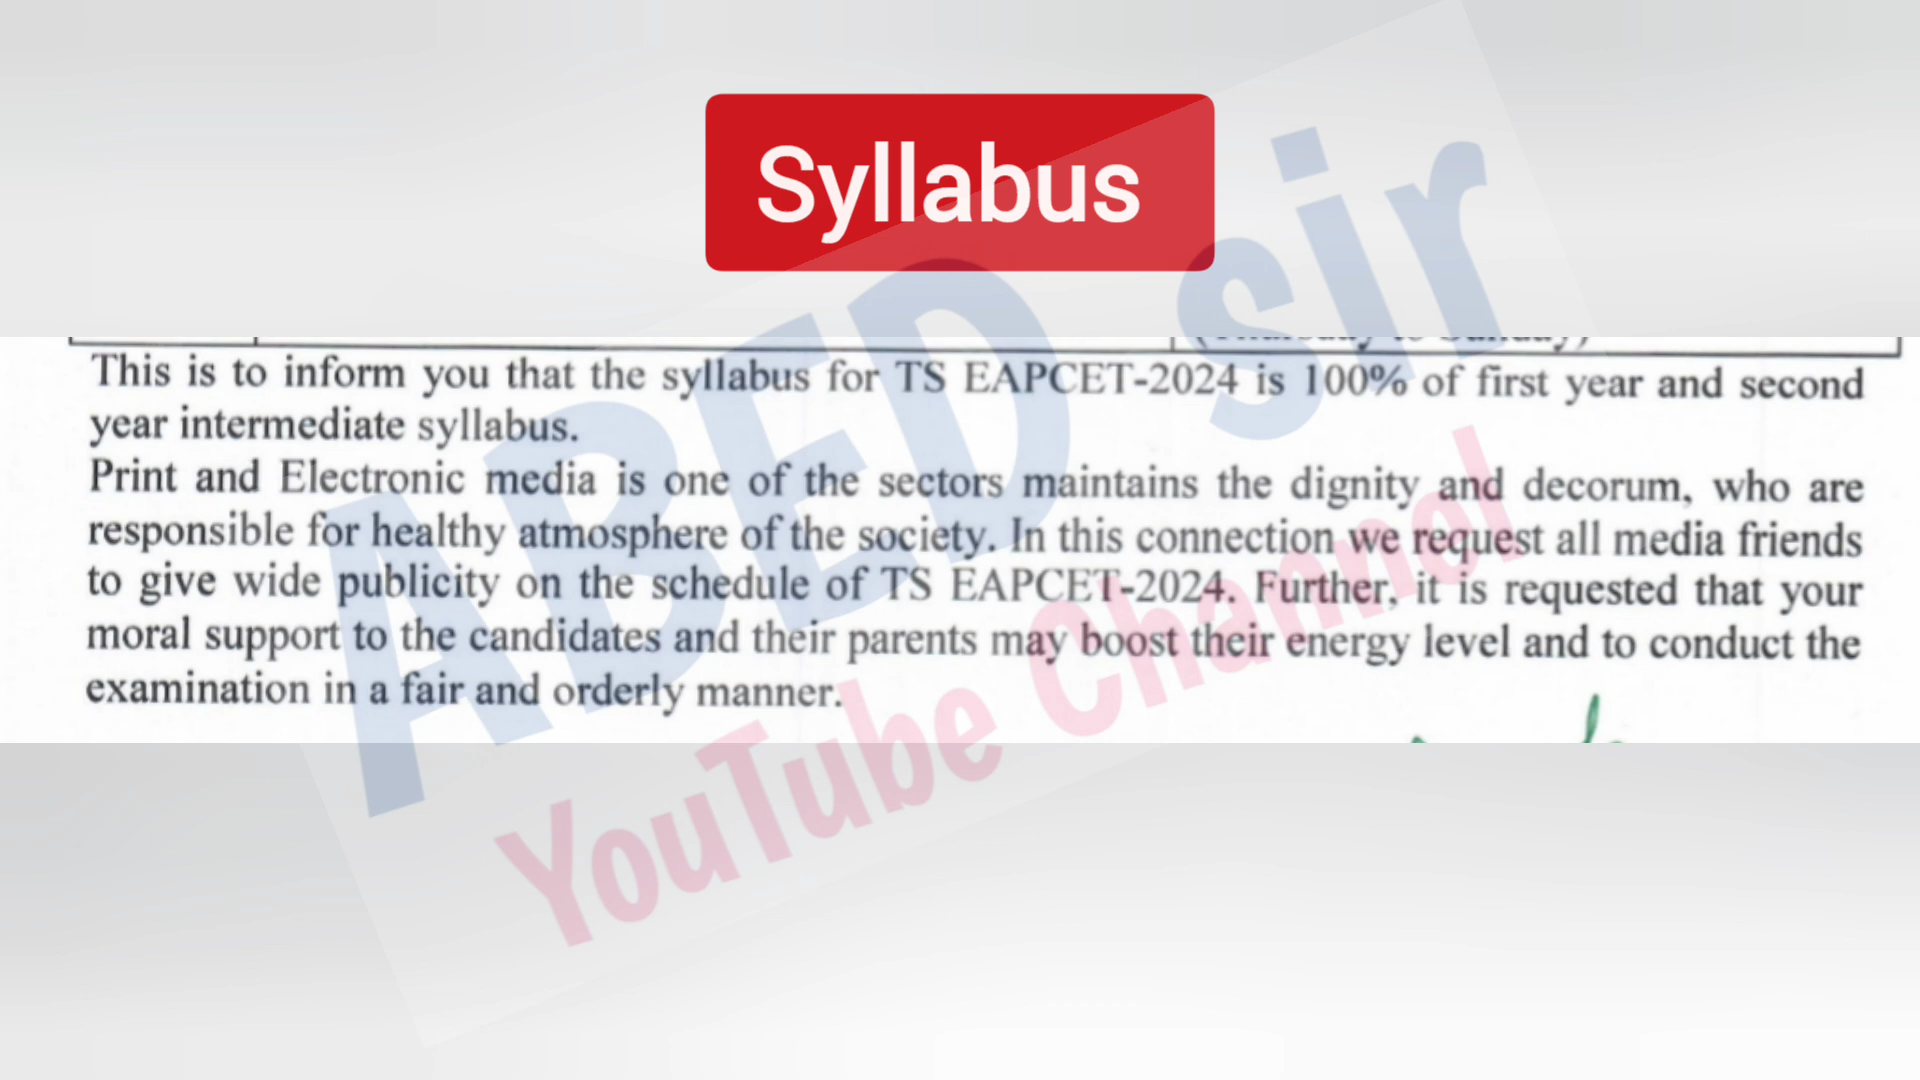 Syllabus
This is to inform you that the syllabus for TS EAPCET-2024 is 100% of first year and second
year intermediate syllabus.
Print and Electronic media is one of the sectors maintains the dignity and decorum, who are
responsible for healthy atmosphere of the society. In this connection we request all media friends
to give wide publicity on the schedule of TS EAPCET-2024. Further, it is requested that your
moral support to the candidates and their parents may boost their energy level and to conduct the
examination in a fair and orderly manner.
ABED sir
YouTube Channel